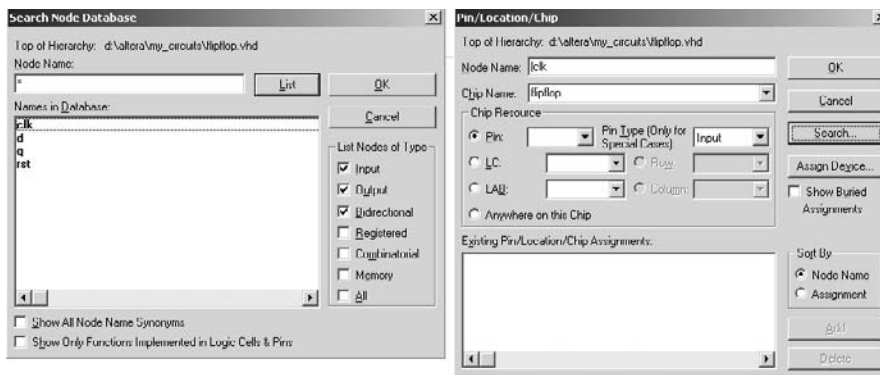 Search Node Database
Top of Hierarchy: d:\altera\my_circuits\flipflop.vhd
Node Name:
*
List
OK
Names in Database:
clk
d
q
rst
Cancel
List Nodes of Type
Input
Output
Bidirectional
Registered
Combinatorial
Memory
All
Show All Node Name Synonyms
Show Only Functions Implemented in Logic Cells & Pins
Pin/Location/Chip
Top of Hierarchy: d:\altera\my_circuits\flipflop.vhd
Node Name: |clk
OK
Chip Name: flipflop
Cancel
Chip Resource
Pin:
Pin Type (Only for Special Cases)
Input
Search...
LC:
Row:
Assign Device...
LAB:
Column:
Show Buried Assignments
Anywhere on this Chip
Existing Pin/Location/Chip Assignments:
Sort By
Node Name
Assignment
Add
Delete